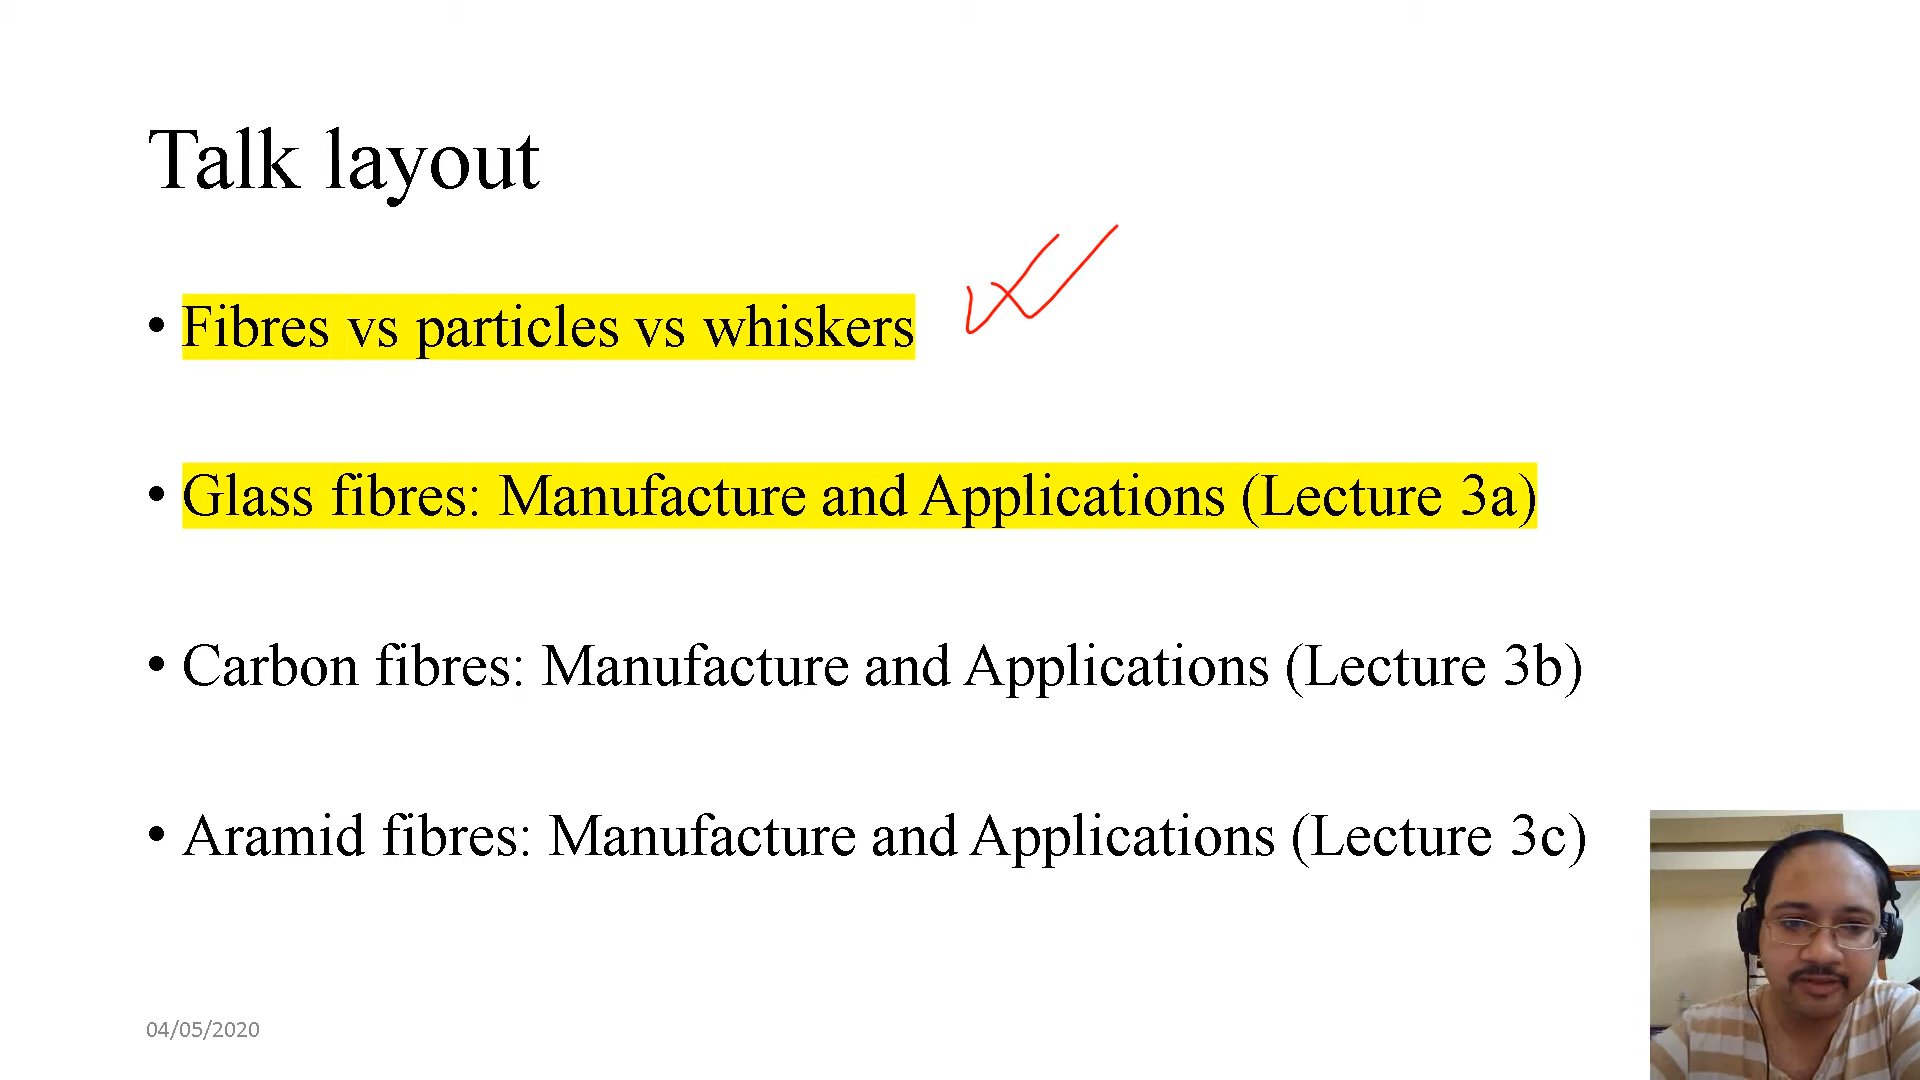 Talk layout
• Fibres vs particles vs whiskers
• Glass fibres: Manufacture and Applications (Lecture 3a)
• Carbon fibres: Manufacture and Applications (Lecture 3b)
• Aramid fibres: Manufacture and Applications (Lecture 3c)
04/05/2020